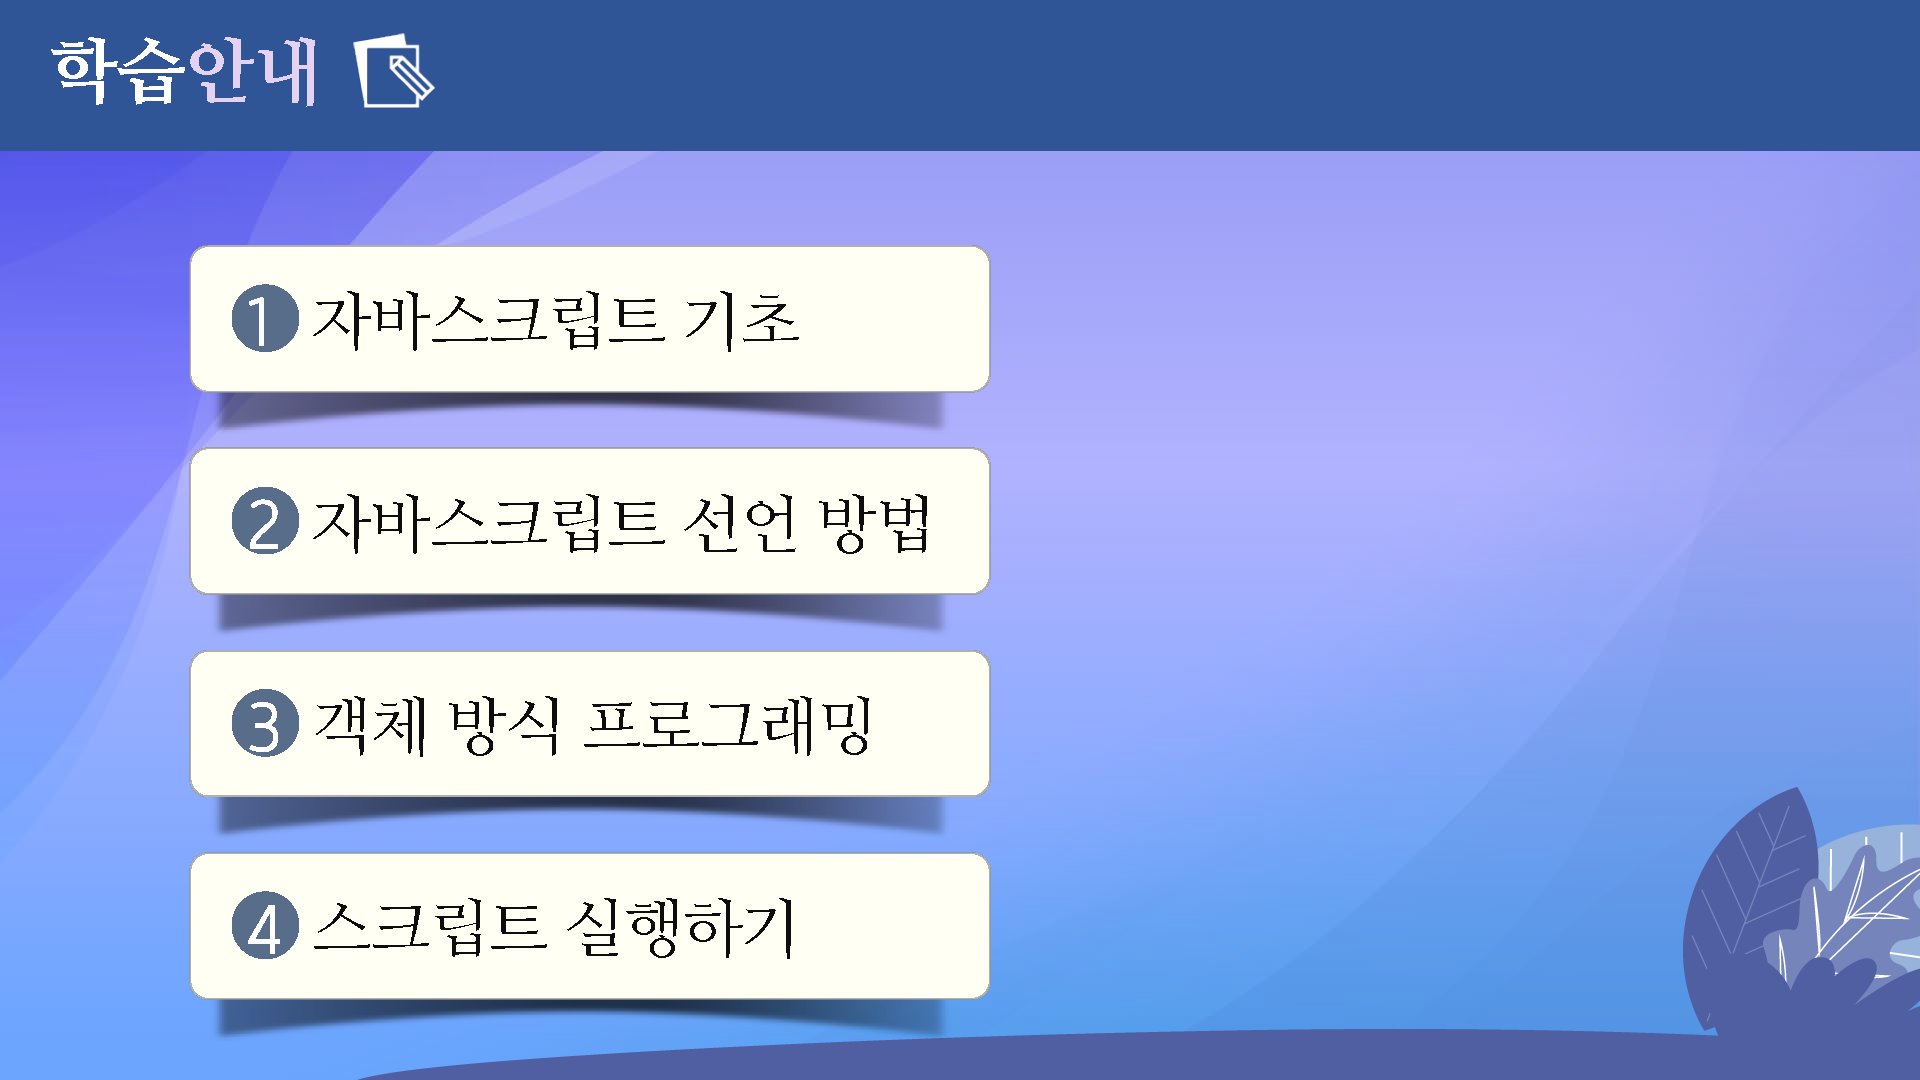 학습안내
1 자바스크립트 기초
2 자바스크립트 선언 방법
3 객체 방식 프로그래밍
4 스크립트 실행하기